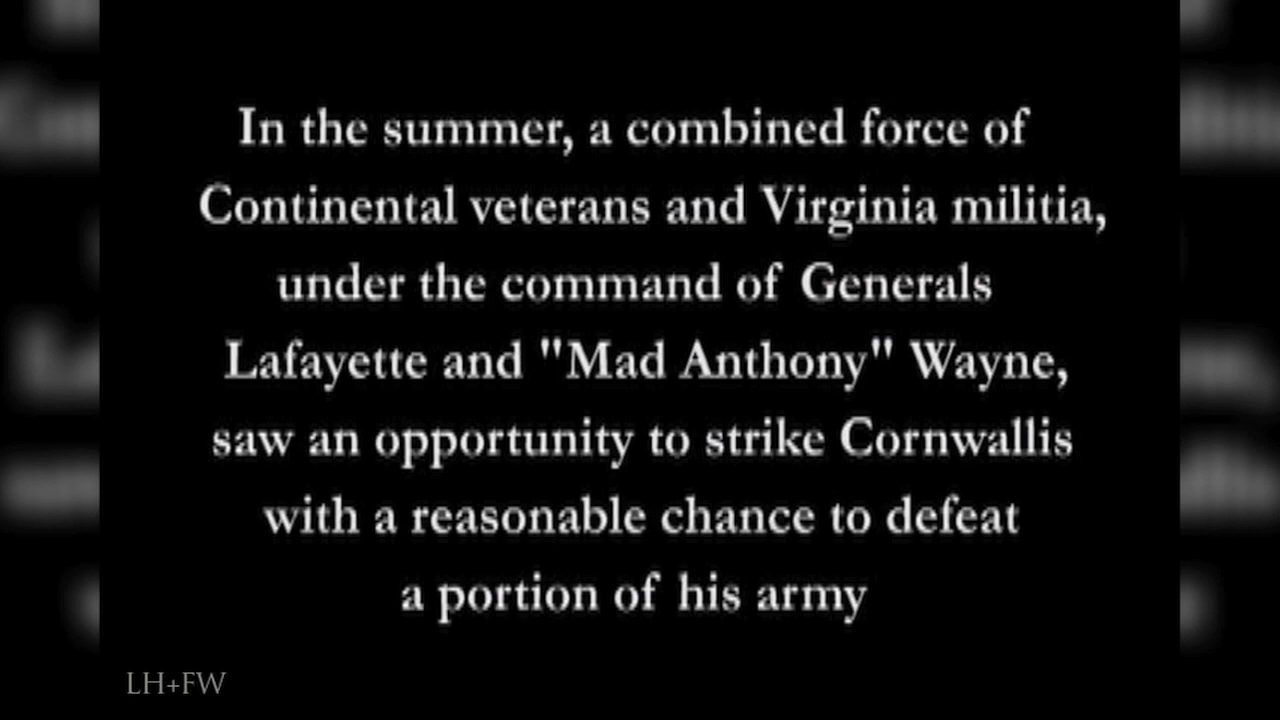 In the summer, a combined force of
Continental veterans and Virginia militia,
under the command of Generals
Lafayette and "Mad Anthony" Wayne,
saw an opportunity to strike Cornwallis
with a reasonable chance to defeat
a portion of his army
LH+FW